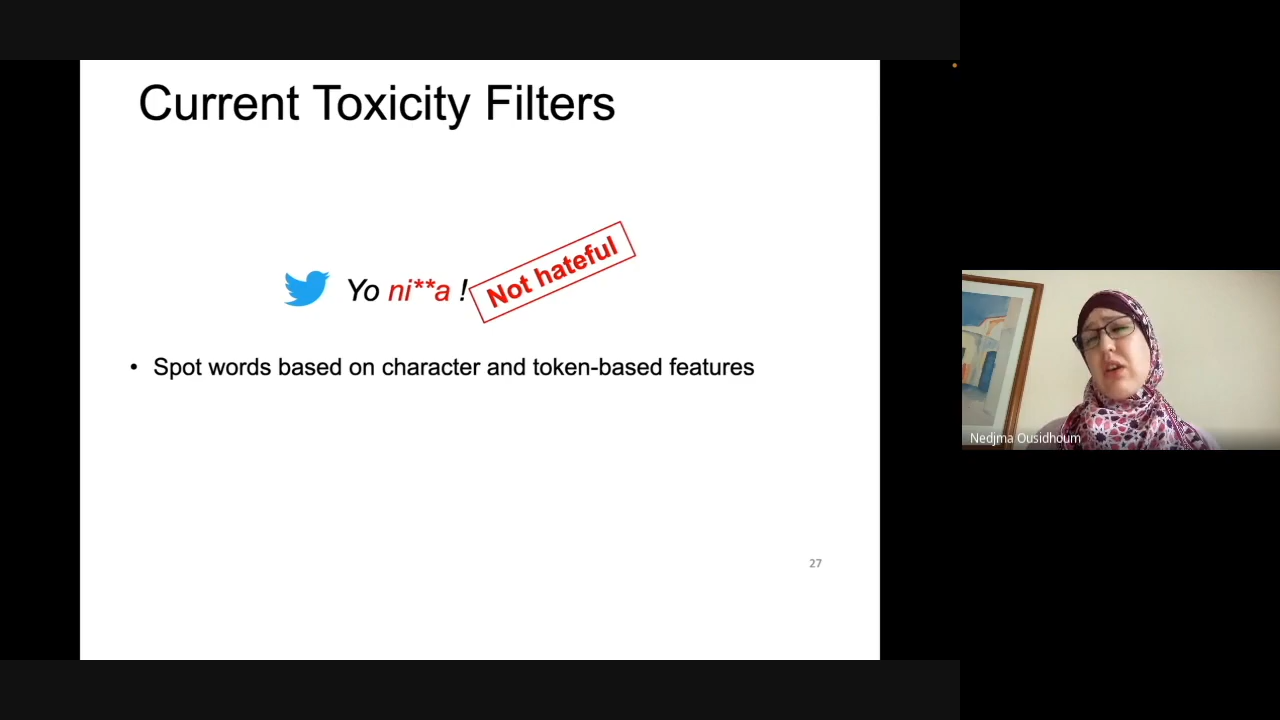 Current Toxicity Filters
Yo ni**a !
Not hateful
• Spot words based on character and token-based features
27
Nedjma Ousidhoum